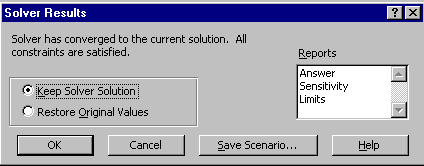 Solver Results
Solver has converged to the current solution. All
constraints are satisfied.
Reports
Answer
Sensitivity
Limits
Keep Solver Solution
Restore Original Values
OK
Cancel
Save Scenario...
Help